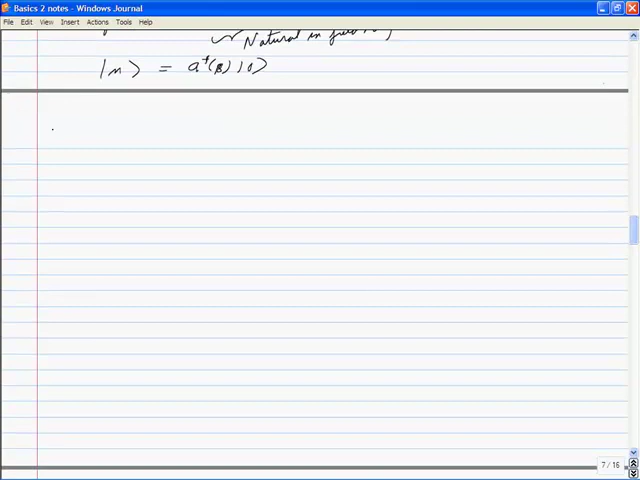 Basics 2 notes - Windows Journal
File Edit View Insert Actions Tools Help
Natural in
|n⟩ = a†(β) |0⟩
7 / 16